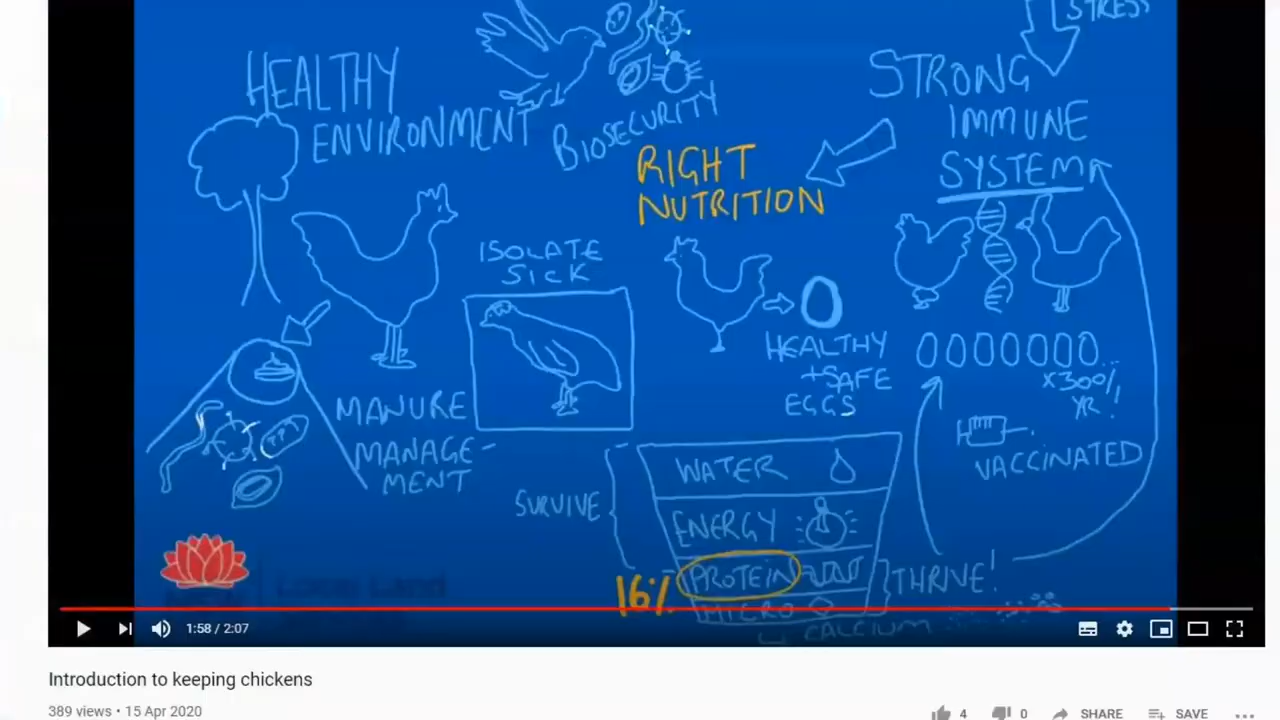 STRESS
HEALTHY
ENVIRONMENT
BIOSECURITY
STRONG
IMMUNE
SYSTEM
RIGHT
NUTRITION
ISOLATE
SICK
HEALTHY
+SAFE
EGGS
x300%
YR!
VACCINATED
MANURE
MANAGE-
MENT
SURVIVE
WATER
ENERGY
PROTEIN
16%
THRIVE!
MICRO
CALCIUM
Local Land
1:58 / 2:07
Introduction to keeping chickens
389 views • 15 Apr 2020
4
0
SHARE
SAVE